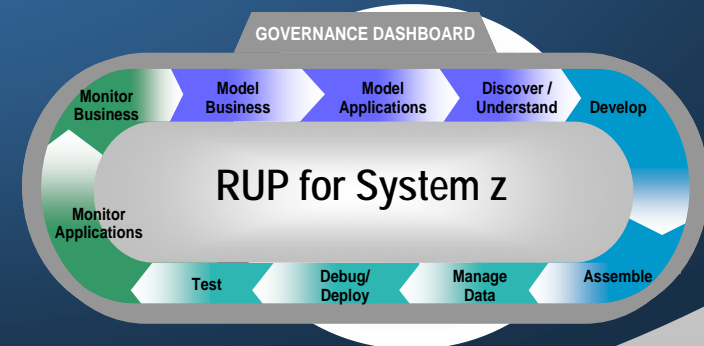 GOVERNANCE DASHBOARD
Monitor
Business
Model
Business
Model
Applications
Discover /
Understand
Develop
RUP for System z
Monitor
Applications
Test
Debug/
Deploy
Manage
Data
Assemble